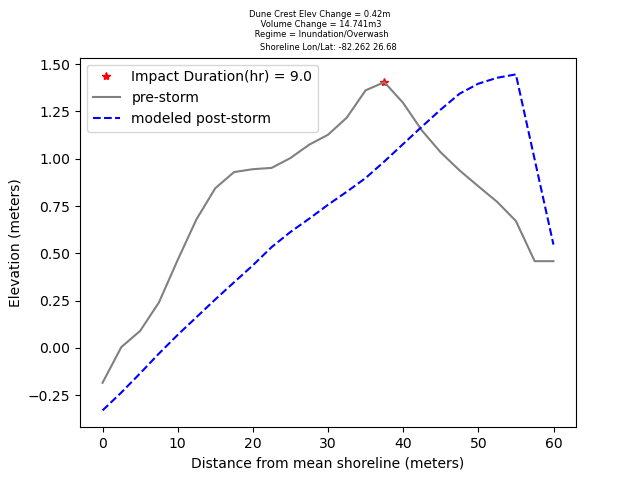 Dune Crest Elev Change = 0.42m
Volume Change = 14.741m3
Regime = Inundation/Overwash
Shoreline Lon/Lat: -82.262 26.68
Impact Duration(hr) = 9.0
pre-storm
modeled post-storm
Elevation (meters)
1.50
1.25
1.00
0.75
0.50
0.25
0.00
−0.25
0 10 20 30 40 50 60
Distance from mean shoreline (meters)